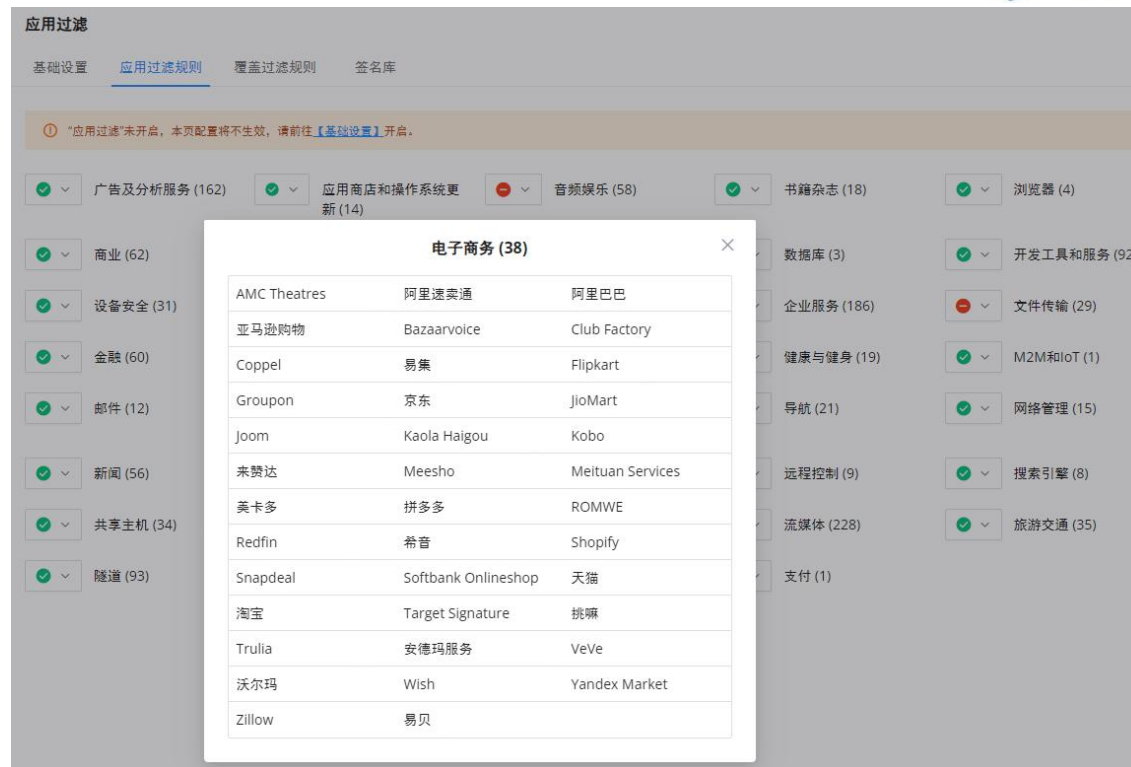 应用过滤
基础设置 应用过滤规则 覆盖过滤规则 签名库
“应用过滤”未开启，本页配置将不生效，请前往【基础设置】开启。
广告及分析服务 (162) 应用商店和操作系统更新 (14) 音频娱乐 (58) 书籍杂志 (18) 浏览器 (4)
商业 (62) 数据库 (3) 开发工具和服务 (92
设备安全 (31) 企业服务 (186) 文件传输 (29)
金融 (60) 健康与健身 (19) M2M和IoT (1)
邮件 (12) 导航 (21) 网络管理 (15)
新闻 (56) 远程控制 (9) 搜索引擎 (8)
共享主机 (34) 流媒体 (228) 旅游交通 (35)
隧道 (93) 支付 (1)
电子商务 (38)
AMC Theatres 阿里速卖通 阿里巴巴
亚马逊购物 Bazaarvoice Club Factory
Coppel 易集 Flipkart
Groupon 京东 JioMart
Joom Kaola Haigou Kobo
来赞达 Meesho Meituan Services
美卡多 拼多多 ROMWE
Redfin 希音 Shopify
Snapdeal Softbank Onlineshop 天猫
淘宝 Target Signature 挑嘛
Trulia 安德玛服务 VeVe
沃尔玛 Wish Yandex Market
Zillow 易贝